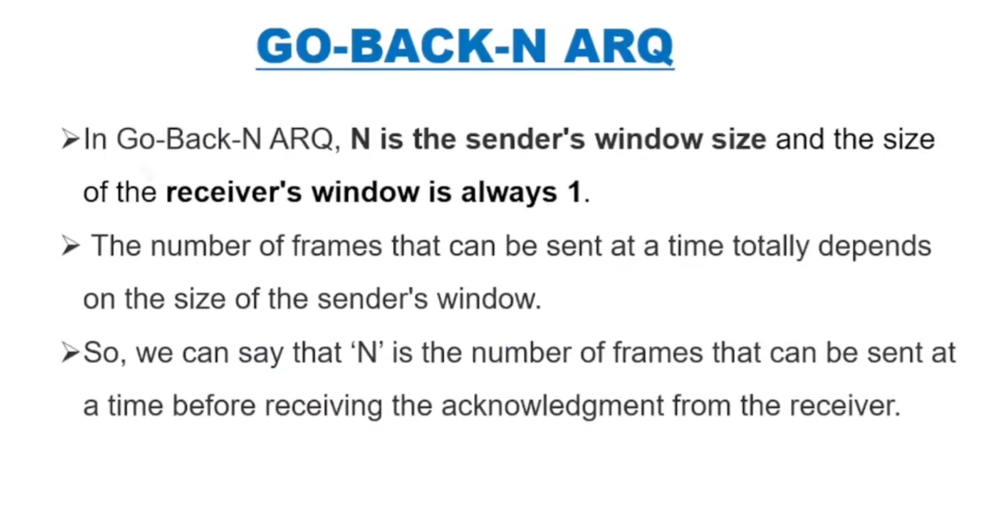 GO-BACK-N ARQ
➢In Go-Back-N ARQ, N is the sender's window size and the size
of the receiver's window is always 1.
➢ The number of frames that can be sent at a time totally depends
on the size of the sender's window.
➢So, we can say that ‘N’ is the number of frames that can be sent at
a time before receiving the acknowledgment from the receiver.